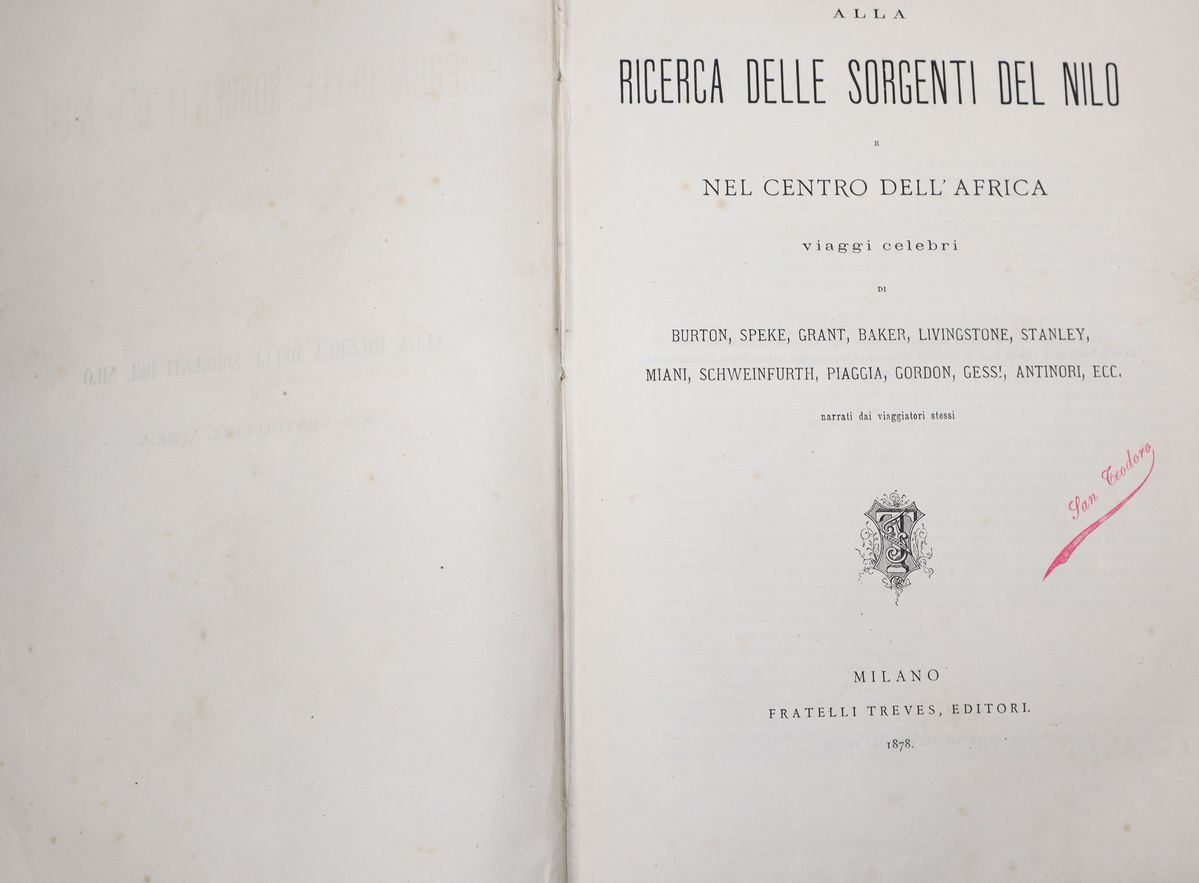 ALLA
RICERCA DELLE SORGENTI DEL NILO
E
NEL CENTRO DELL' AFRICA
viaggi celebri
DI
BURTON, SPEKE, GRANT, BAKER, LIVINGSTONE, STANLEY,
MIANI, SCHWEINFURTH, PIAGGIA, GORDON, GESSI, ANTINORI, ECC.
narrati dai viaggiatori stessi
San Teodoro
MILANO
FRATELLI TREVES, EDITORI.
1878.